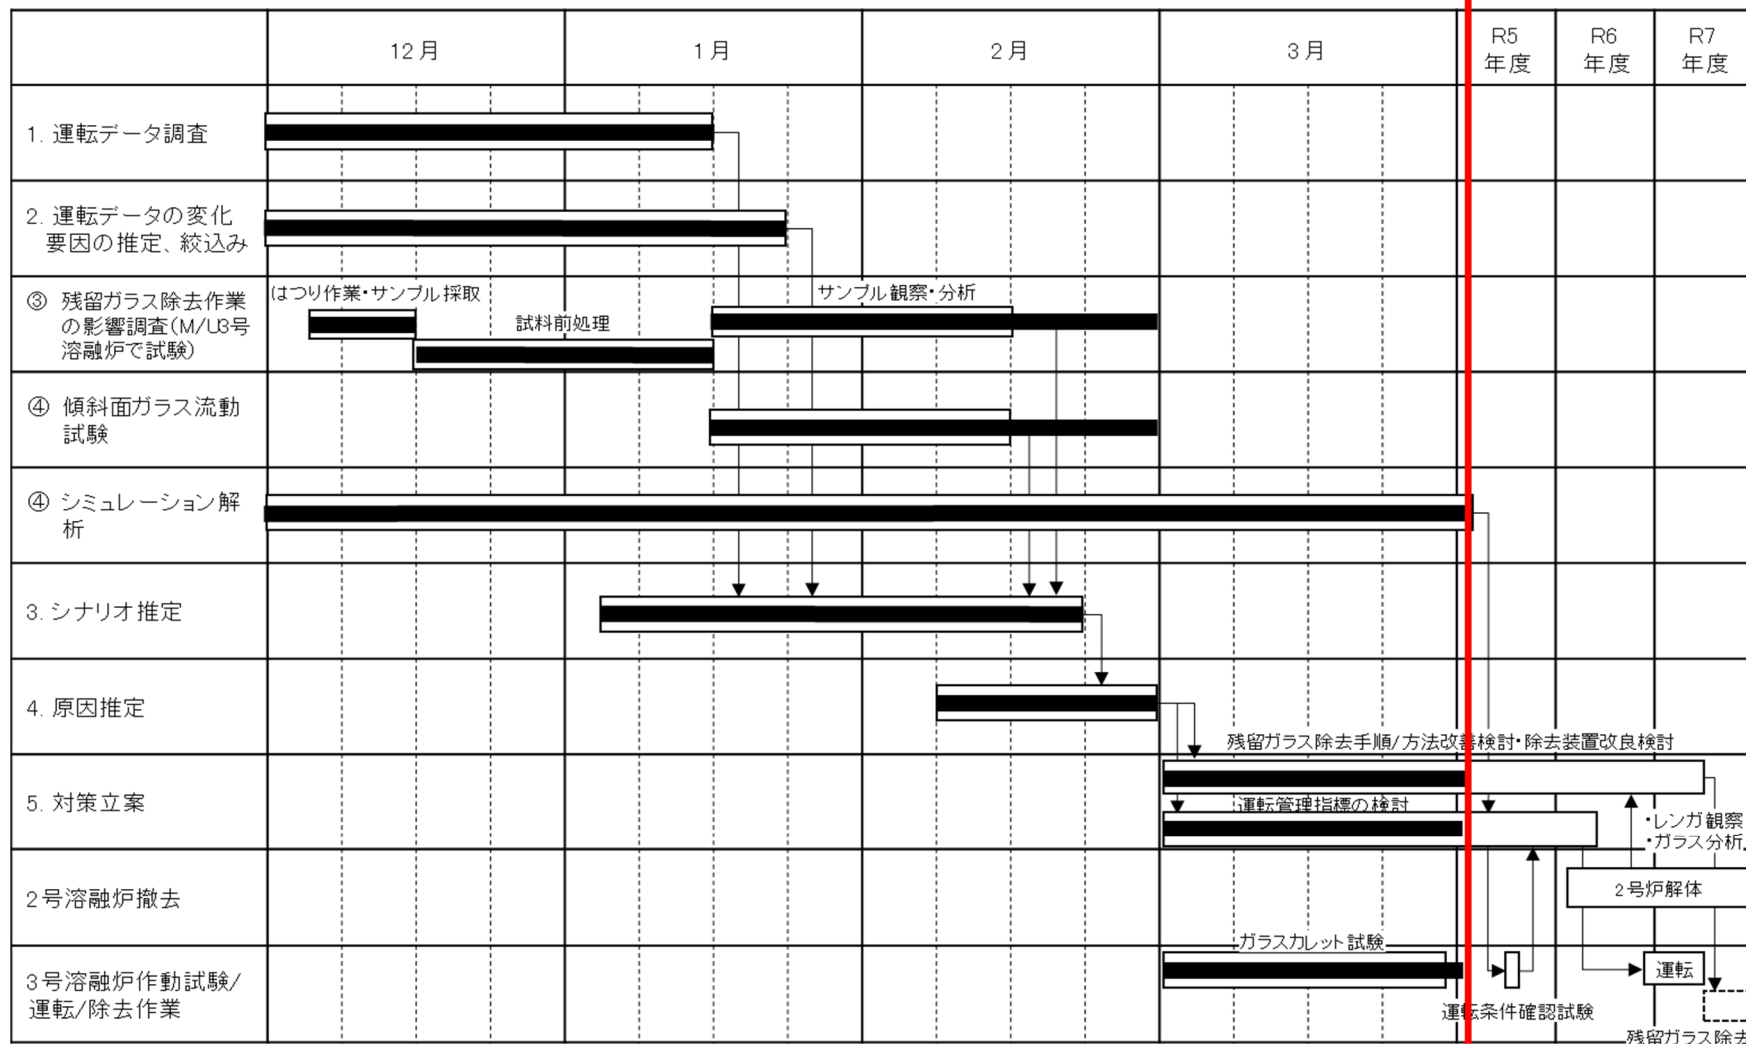 12月
1月
2月
3月
R5
年度
R6
年度
R7
年度
1. 運転データ調査
2. 運転データの変化
要因の推定、絞込み
③ 残留ガラス除去作業
の影響調査(M/U3号
溶融炉で試験)
はつり作業・サンプル採取
試料前処理
サンプル観察・分析
④ 傾斜面ガラス流動
試験
④ シミュレーション解
析
3. シナリオ推定
4. 原因推定
残留ガラス除去手順/方法改善検討・除去装置改良検討
5. 対策立案
運転管理指標の検討
・レンガ観察
・ガラス分析
2号溶融炉撤去
2号炉解体
ガラスカレット試験
3号溶融炉作動試験/
運転/除去作業
運転
運転条件確認試験
残留ガラス除去